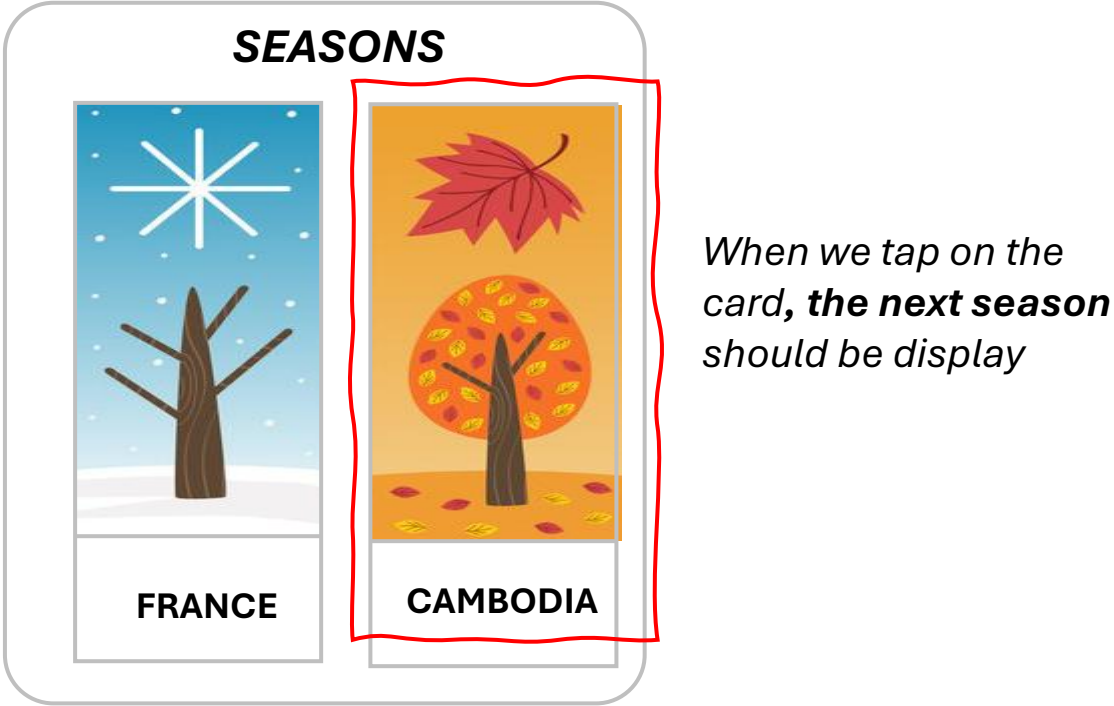 SEASONS
FRANCE
CAMBODIA
When we tap on the
card, the next season
should be display